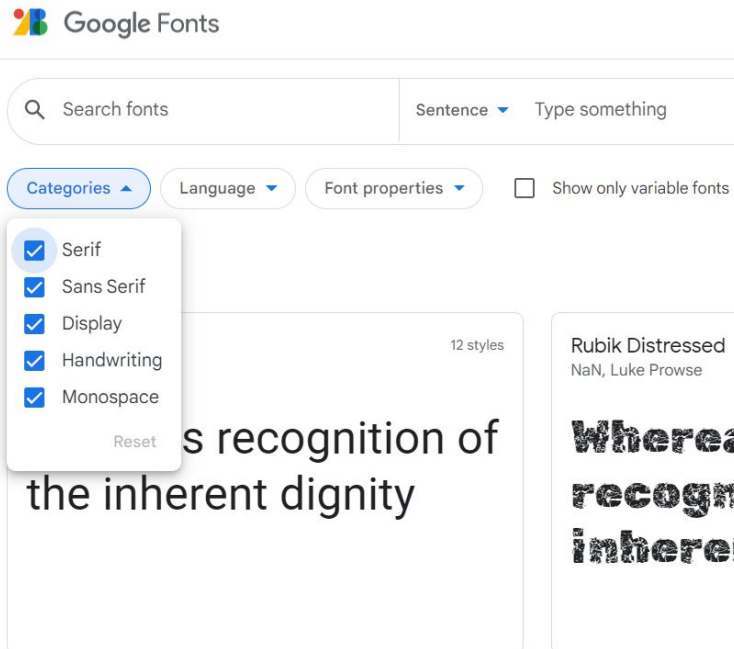 Google Fonts
Search fonts
Sentence
Type something
Categories
Language
Font properties
Show only variable fonts
Serif
Sans Serif
Display
Handwriting
Monospace
Reset
12 styles
s recognition of
the inherent dignity
Rubik Distressed
NaN, Luke Prowse
Wherea
recogn
inhere